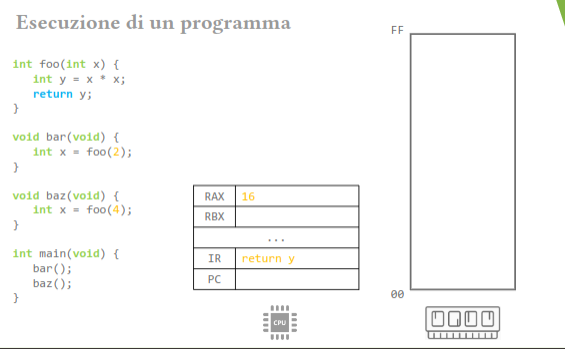 Esecuzione di un programma
int foo(int x) {
int y = x * x;
return y;
}
void bar(void) {
int x = foo(2);
}
void baz(void) {
int x = foo(4);
}
int main(void) {
bar();
baz();
}
RAX 16
RBX
...
IR return y
PC
CPU
FF
00